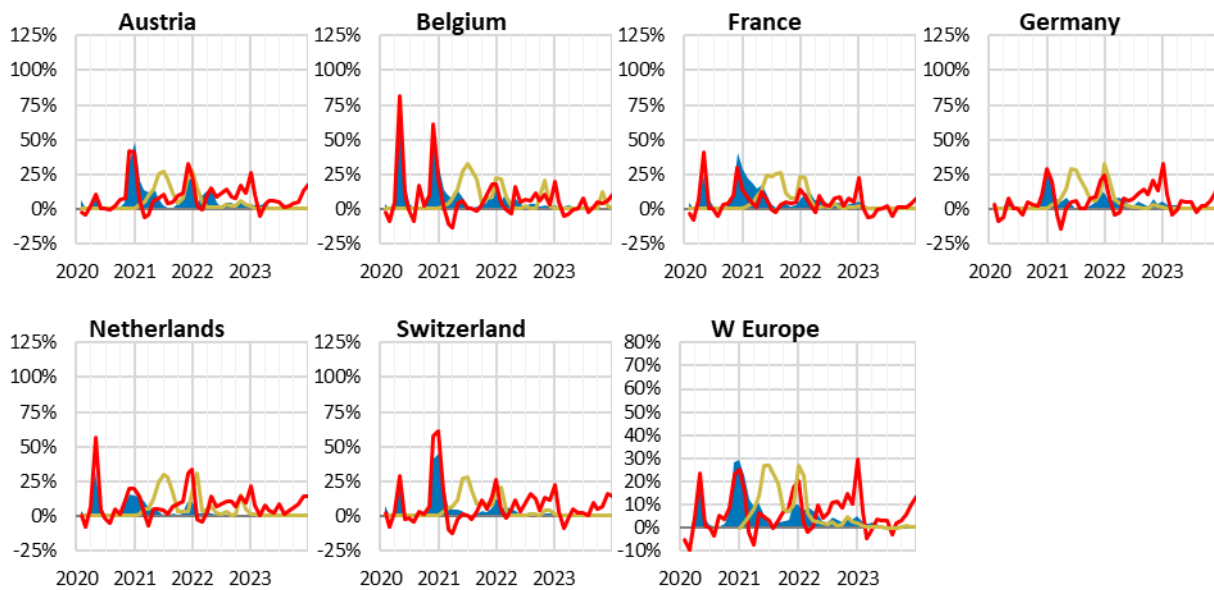 Austria Belgium France Germany
125% 125% 125% 125%
100% 100% 100% 100%
75% 75% 75% 75%
50% 50% 50% 50%
25% 25% 25% 25%
0% 0% 0% 0%
-25% -25% -25% -25%
2020 2021 2022 2023 2020 2021 2022 2023 2020 2021 2022 2023 2020 2021 2022 2023
Netherlands Switzerland W Europe
125% 125% 80%
100% 100% 70%
75% 75% 60%
50% 50% 50%
25% 25% 40%
0% 0% 30%
-25% -25% 20%
10%
0%
-10%
2020 2021 2022 2023 2020 2021 2022 2023 2020 2021 2022 2023